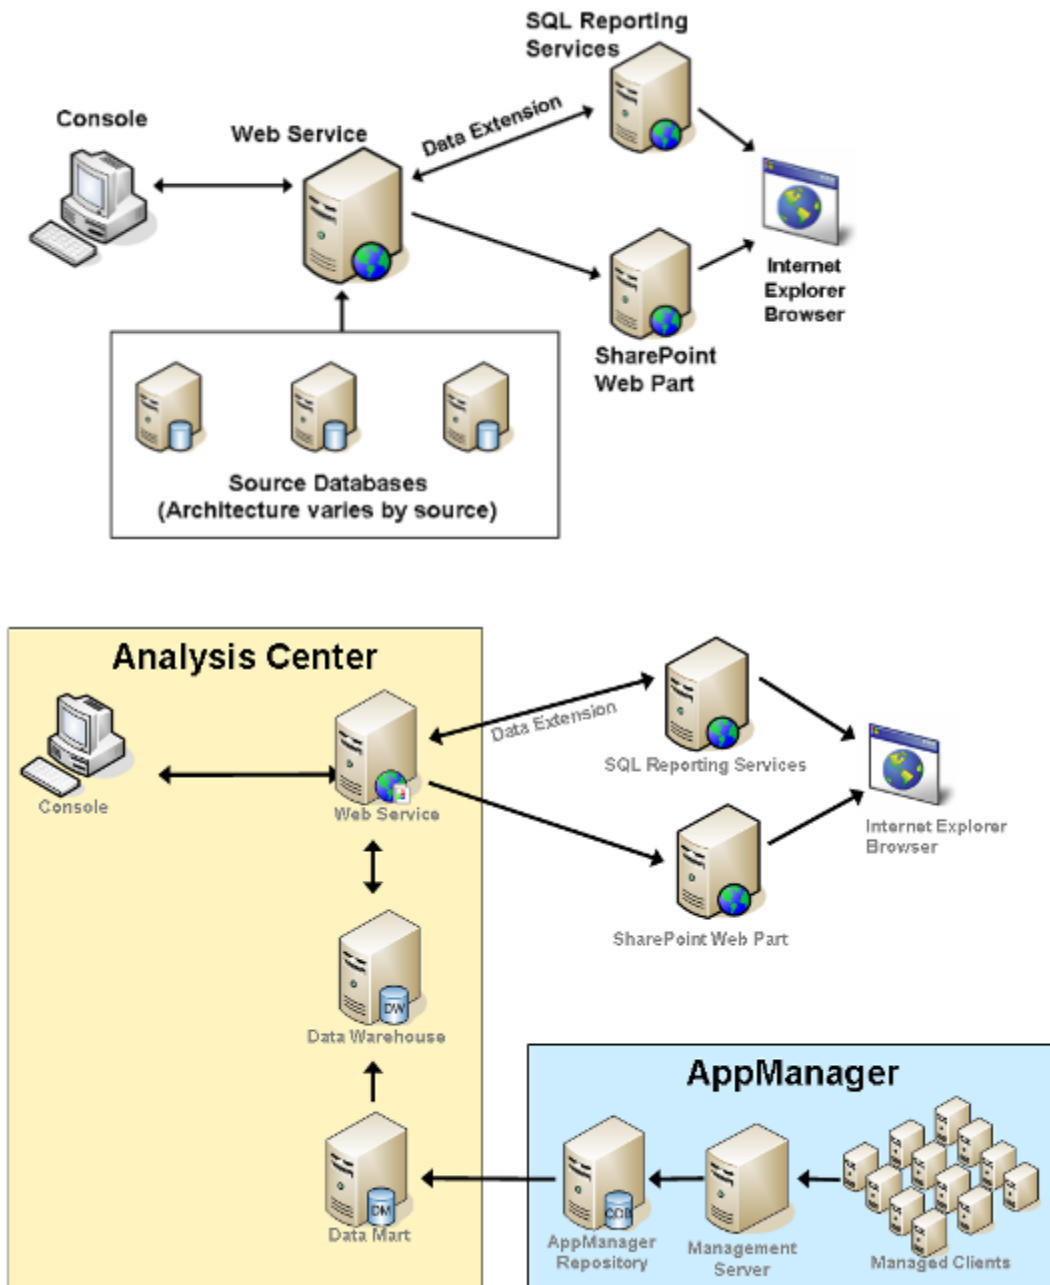 SQL Reporting
Services
Console
Web Service
Data Extension
Internet
Explorer
Browser
SharePoint
Web Part
Source Databases
(Architecture varies by source)
Analysis Center
Data Extension
SQL Reporting Services
Console
Web Service
Internet Explorer
Browser
SharePoint Web Part
DW
Data Warehouse
AppManager
DM
Data Mart
CDB
AppManager
Repository
Management
Server
Managed Clients